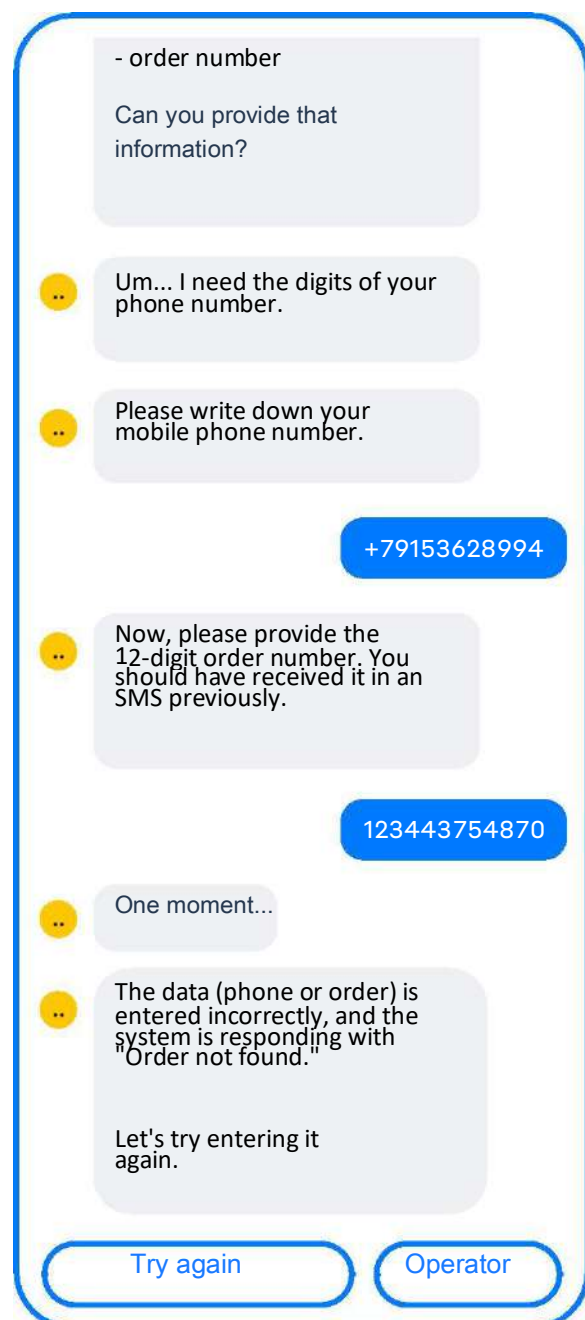 - order number
Can you provide that
information?
Um... I need the digits of your
phone number.
Please write down your
mobile phone number.
+79153628994
Now, please provide the
12-digit order number. You
should have received it in an
SMS previously.
123443754870
One moment...
The data (phone or order) is
entered incorrectly, and the
system is responding with
"Order not found."
Let's try entering it
again.
Try again
Operator